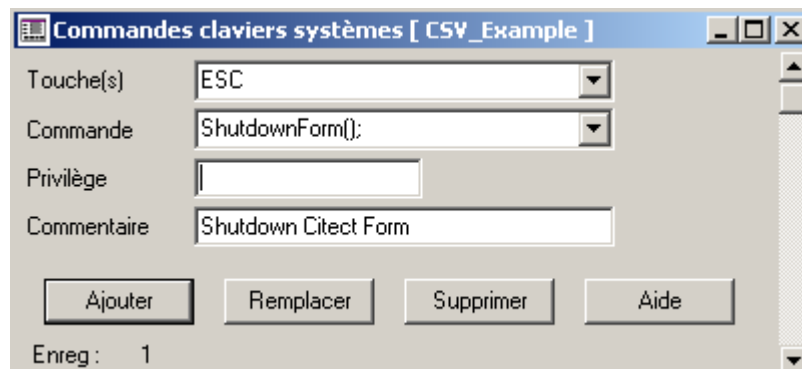 Commandes claviers systèmes [ CSV_Example ]
Touche(s) ESC
Commande ShutdownForm();
Privilège
Commentaire Shutdown Citect Form
Ajouter Remplacer Supprimer Aide
Enreg : 1